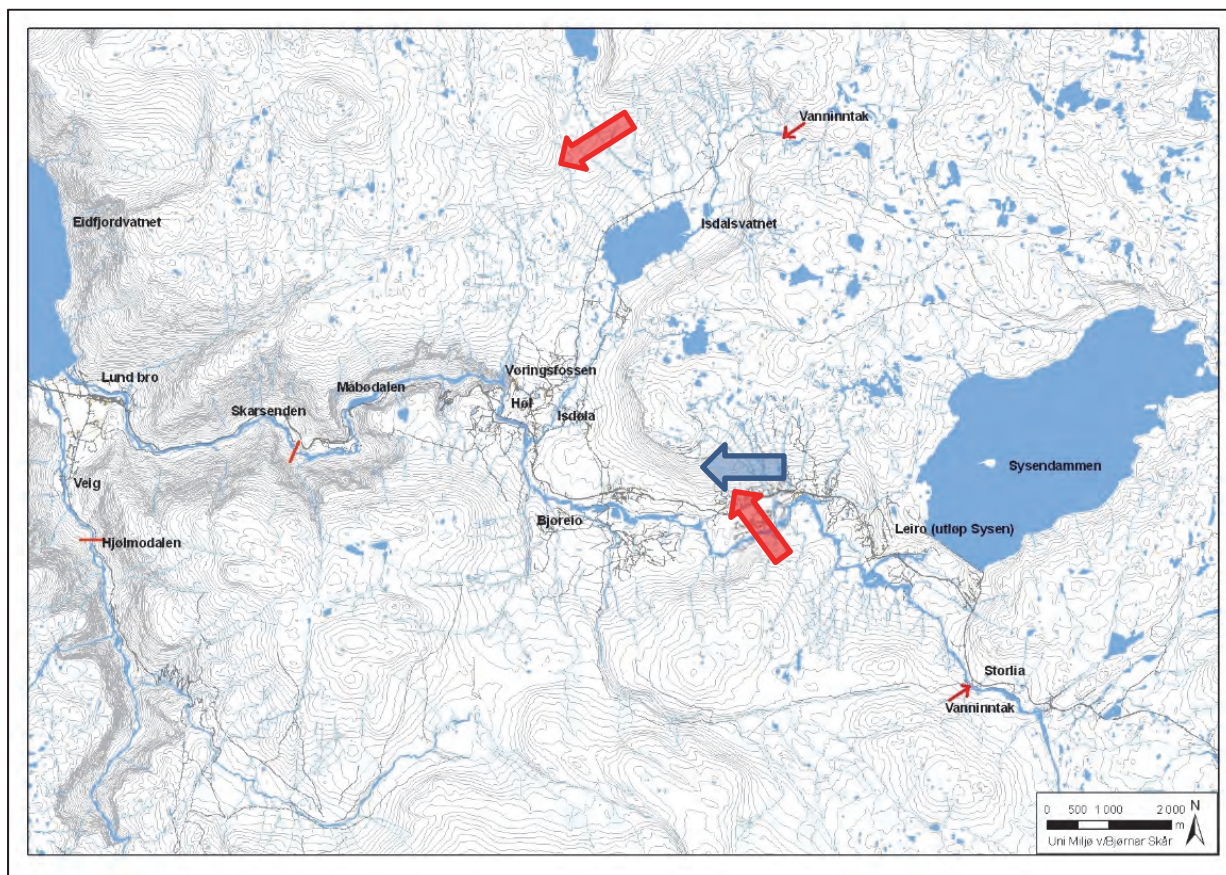 Vanninntak
Eidfjordvatnet
Isdalsvatnet
Vøringsfossen
Lund bro
Måbødalen
Høl
Skarsenden
Isdøla
Sysendammen
Veig
Bjoreio
Leiro (utløp Sysen)
Hjølmodalen
Storlia
Vanninntak
0 500 1 000 2 000
m
N
Uni Miljø v/Bjørnar Skår